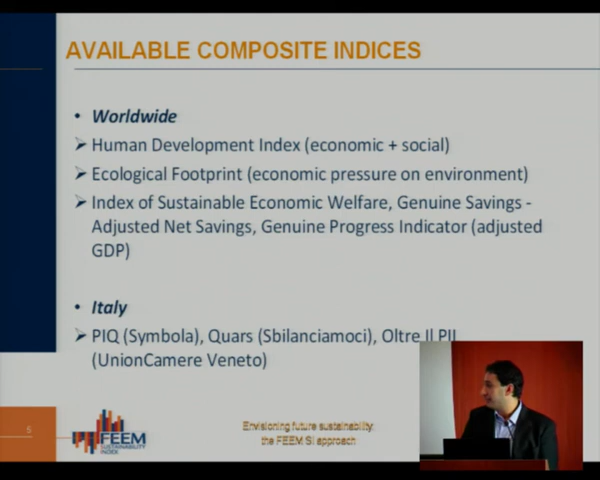 AVAILABLE COMPOSITE INDICES
• Worldwide
➢ Human Development Index (economic + social)
➢ Ecological Footprint (economic pressure on environment)
➢ Index of Sustainable Economic Welfare, Genuine Savings -
Adjusted Net Savings, Genuine Progress Indicator (adjusted
GDP)
• Italy
➢ PIQ (Symbola), Quars (Sbilanciamoci), Oltre Il PIL
(UnionCamere Veneto)
5
FEEM
SUSTAINABILITY
INDEX
Envisioning future sustainability:
the FEEM SI approach